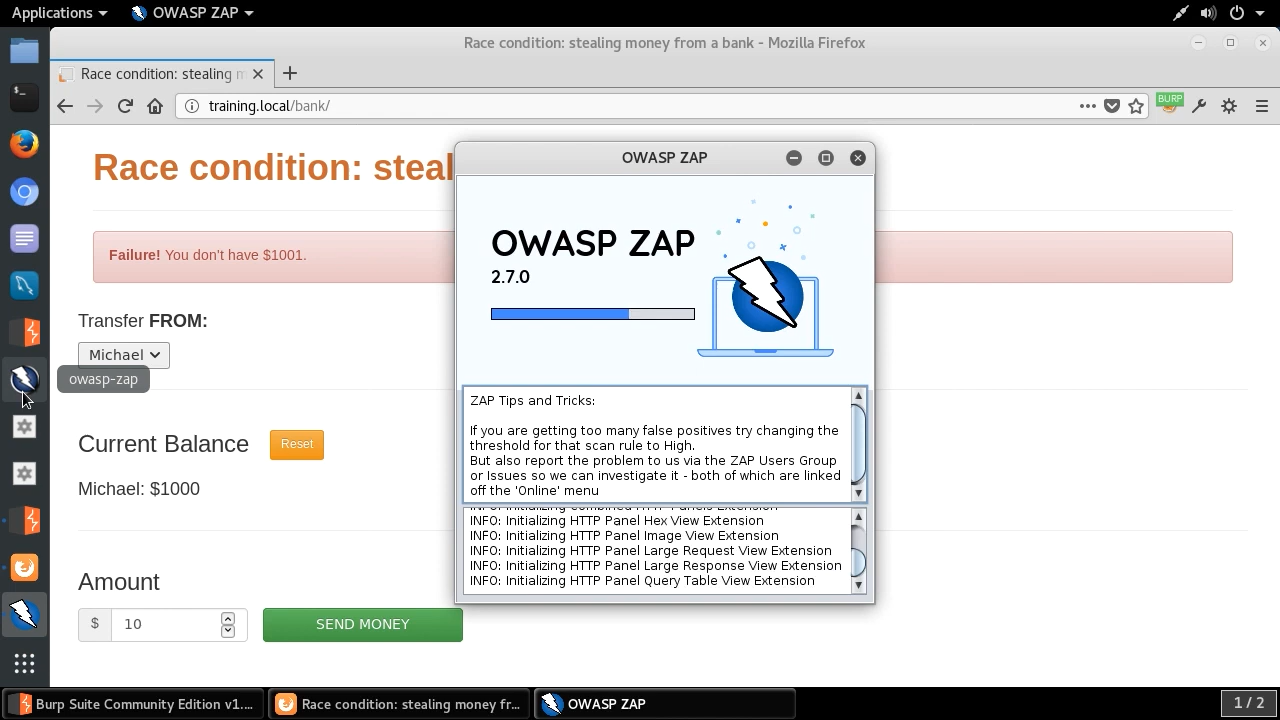 Applications
OWASP ZAP
Race condition: stealing money from a bank - Mozilla Firefox
Race condition: stealing m
training.local/bank/
BURP
Race condition: steal
Failure! You don't have $1001.
Transfer FROM:
Michael
owasp-zap
Current Balance
Reset
Michael: $1000
Amount
$
10
SEND MONEY
OWASP ZAP
OWASP ZAP
2.7.0
ZAP Tips and Tricks:
If you are getting too many false positives try changing the
threshold for that scan rule to High.
But also report the problem to us via the ZAP Users Group
or Issues so we can investigate it - both of which are linked
off the 'Online' menu
INFO: Initializing Combined HTTP Panels Extension
INFO: Initializing HTTP Panel Hex View Extension
INFO: Initializing HTTP Panel Image View Extension
INFO: Initializing HTTP Panel Large Request View Extension
INFO: Initializing HTTP Panel Large Response View Extension
INFO: Initializing HTTP Panel Query Table View Extension
Burp Suite Community Edition v1....
Race condition: stealing money fr...
OWASP ZAP
1 / 2